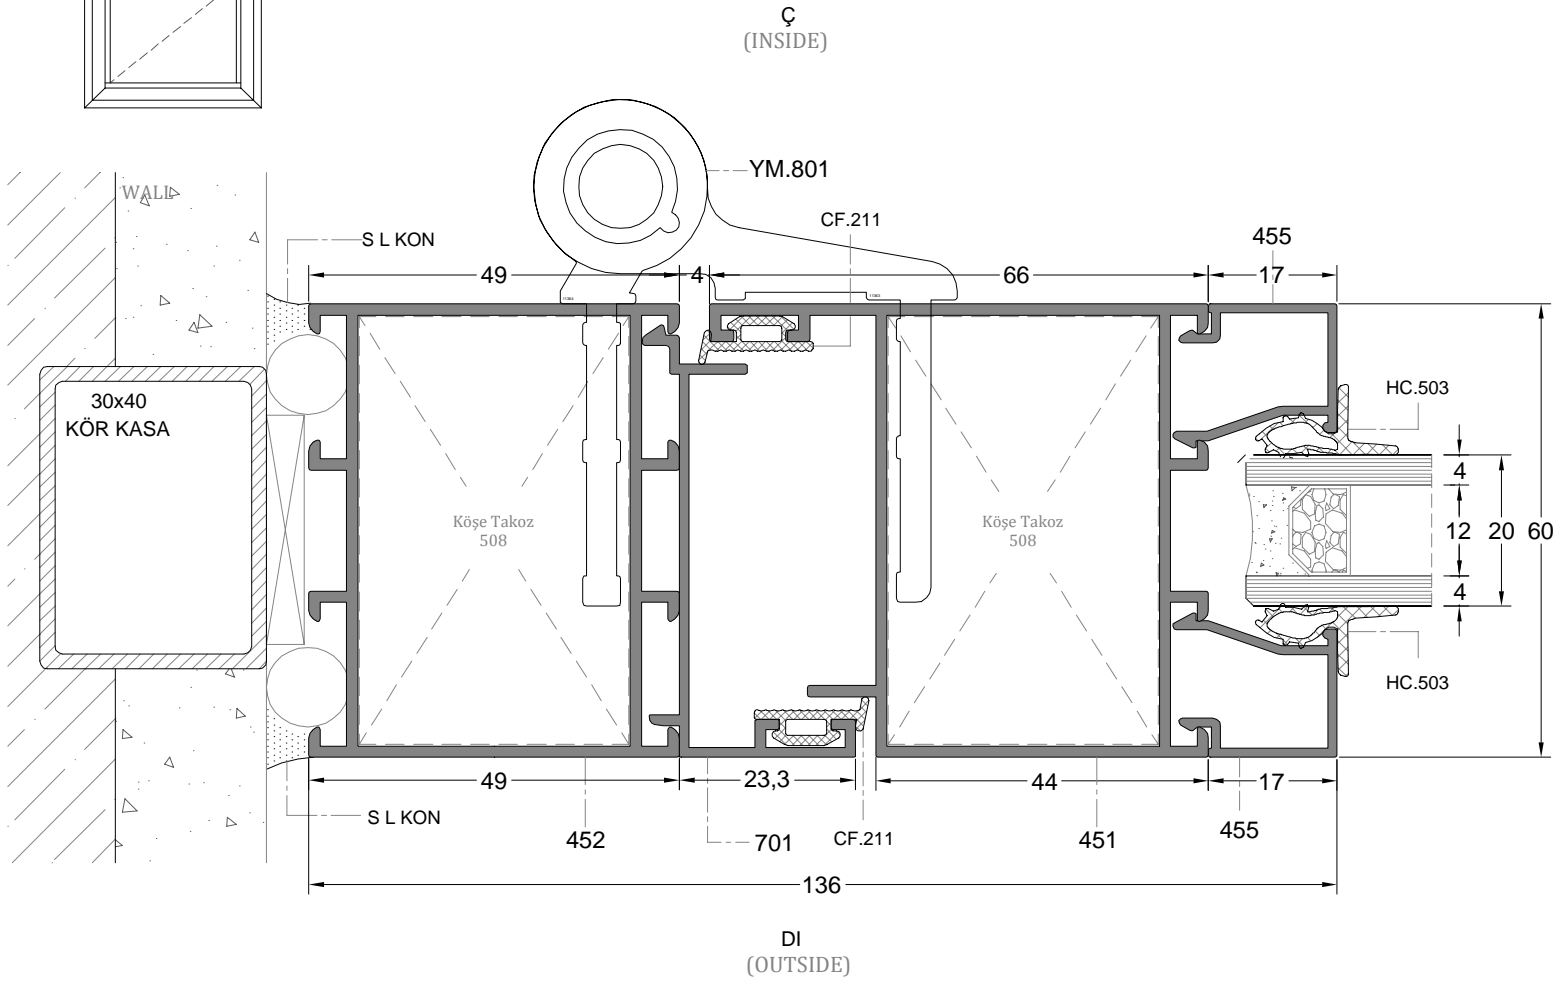 Ç
(INSIDE)
YM.801
WALL
CF.211
S L KON
455
49
4
66
17
30x40
KÖR KASA
HC.503
4
12
20
60
4
Köşe Takoz
508
Köşe Takoz
508
HC.503
49
23,3
44
17
S L KON
452
701
CF.211
451
455
136
DI
(OUTSIDE)